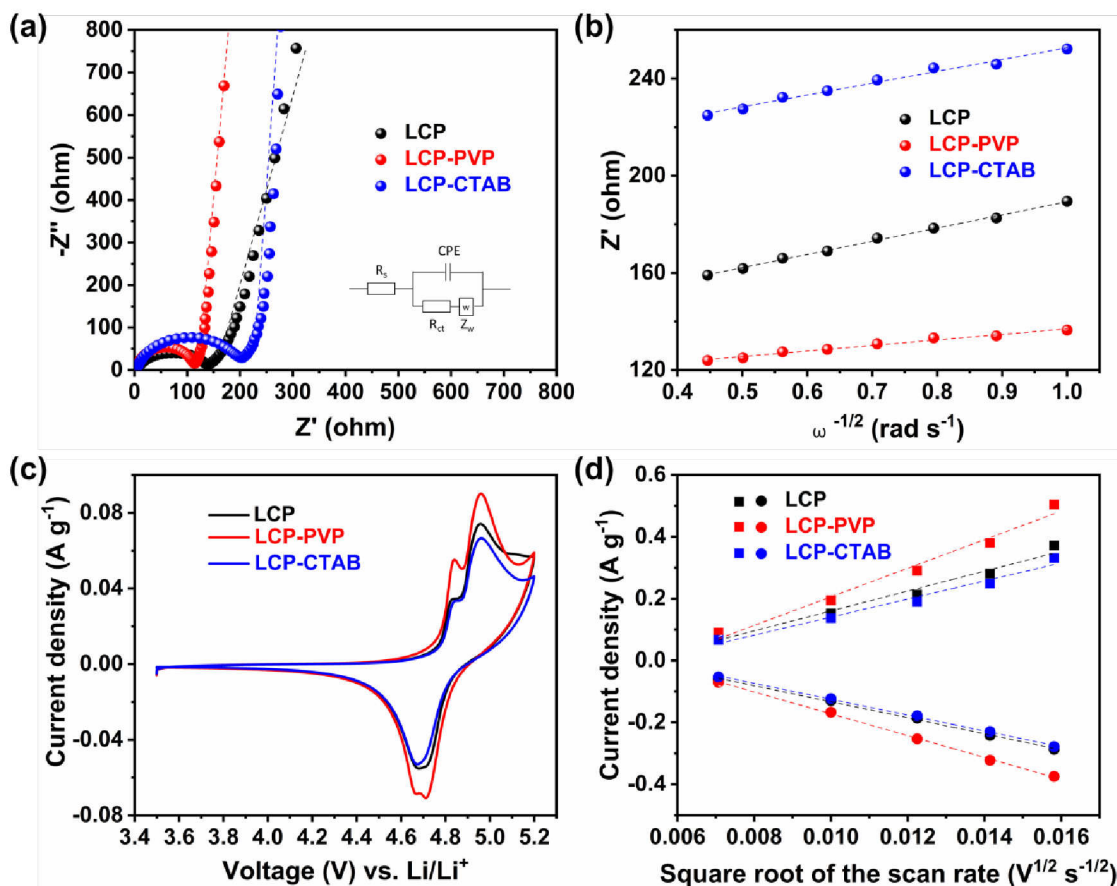 (a)
800
700
600
500
400
300
200
100
0
-Z'' (ohm)
LCP
LCP-PVP
LCP-CTAB
CPE
Rs
Rct
w
Zw
0 100 200 300 400 500 600 700 800
Z' (ohm)
(b)
240
200
160
120
Z' (ohm)
LCP
LCP-PVP
LCP-CTAB
0.4 0.5 0.6 0.7 0.8 0.9 1.0
ω -1/2 (rad s-1)
(c)
0.08
0.04
0.00
-0.04
-0.08
Current density (A g-1)
LCP
LCP-PVP
LCP-CTAB
3.4 3.6 3.8 4.0 4.2 4.4 4.6 4.8 5.0 5.2
Voltage (V) vs. Li/Li+
(d)
0.6
0.4
0.2
0.0
-0.2
-0.4
Current density (A g-1)
LCP
LCP-PVP
LCP-CTAB
0.006 0.008 0.010 0.012 0.014 0.016
Square root of the scan rate (V1/2 s-1/2)